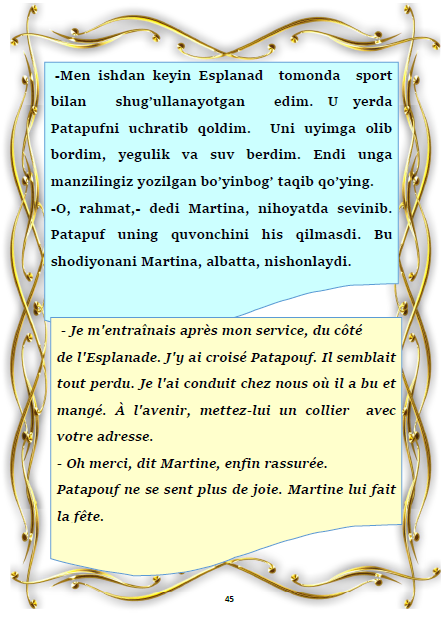 -Men ishdan keyin Esplanad tomonda sport
bilan shug’ullanayotgan edim. U yerda
Patapufni uchratib qoldim. Uni uyimga olib
bordim, yegulik va suv berdim. Endi unga
manzilingiz yozilgan bo’yinbog’ taqib qo’ying.
-O, rahmat,- dedi Martina, nihoyatda sevinib.
Patapuf uning quvonchini his qilmasdi. Bu
shodiyonani Martina, albatta, nishonlaydi.
- Je m'entraînais après mon service, du côté
de l'Esplanade. J'y ai croisé Patapouf. Il semblait
tout perdu. Je l'ai conduit chez nous où il a bu et
mangé. À l'avenir, mettez-lui un collier avec
votre adresse.
- Oh merci, dit Martine, enfin rassurée.
Patapouf ne se sent plus de joie. Martine lui fait
la fête.
45